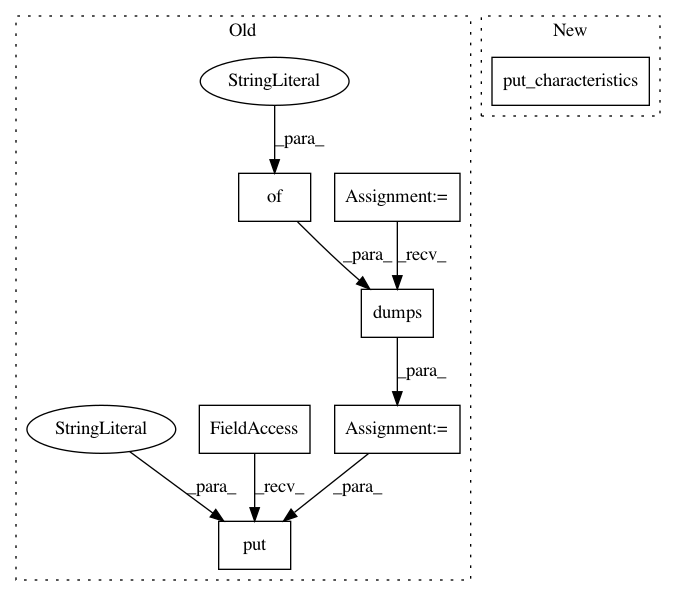 Old
New
StringLiteral
put_characteristics
_para_
of
Assignment:=
_para_
_recv_
dumps
_para_
StringLiteral
FieldAccess
Assignment:=
_para_
_recv_
_para_
put